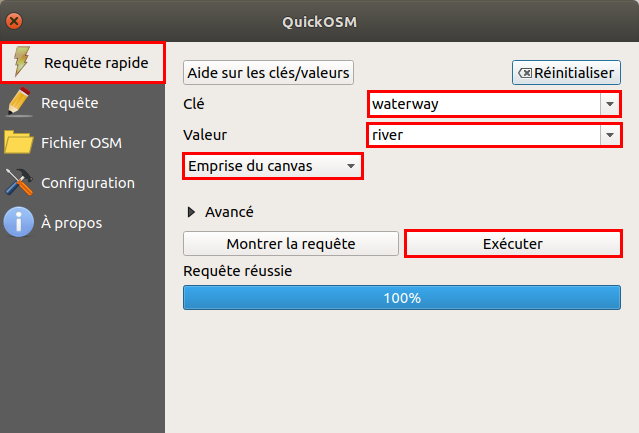 QuickOSM
Requête rapide
Requête
Fichier OSM
Configuration
À propos
Aide sur les clés/valeurs
Réinitialiser
Clé
waterway
Valeur
river
Emprise du canvas
Avancé
Montrer la requête
Exécuter
Requête réussie
100%